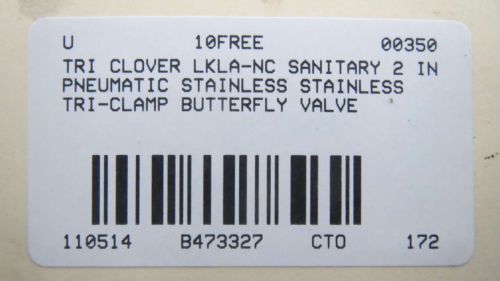 U 10FREE 00350
TRI CLOVER LKLA-NC SANITARY 2 IN
PNEUMATIC STAINLESS STAINLESS
TRI-CLAMP BUTTERFLY VALVE
110514 B473327 CTO 172